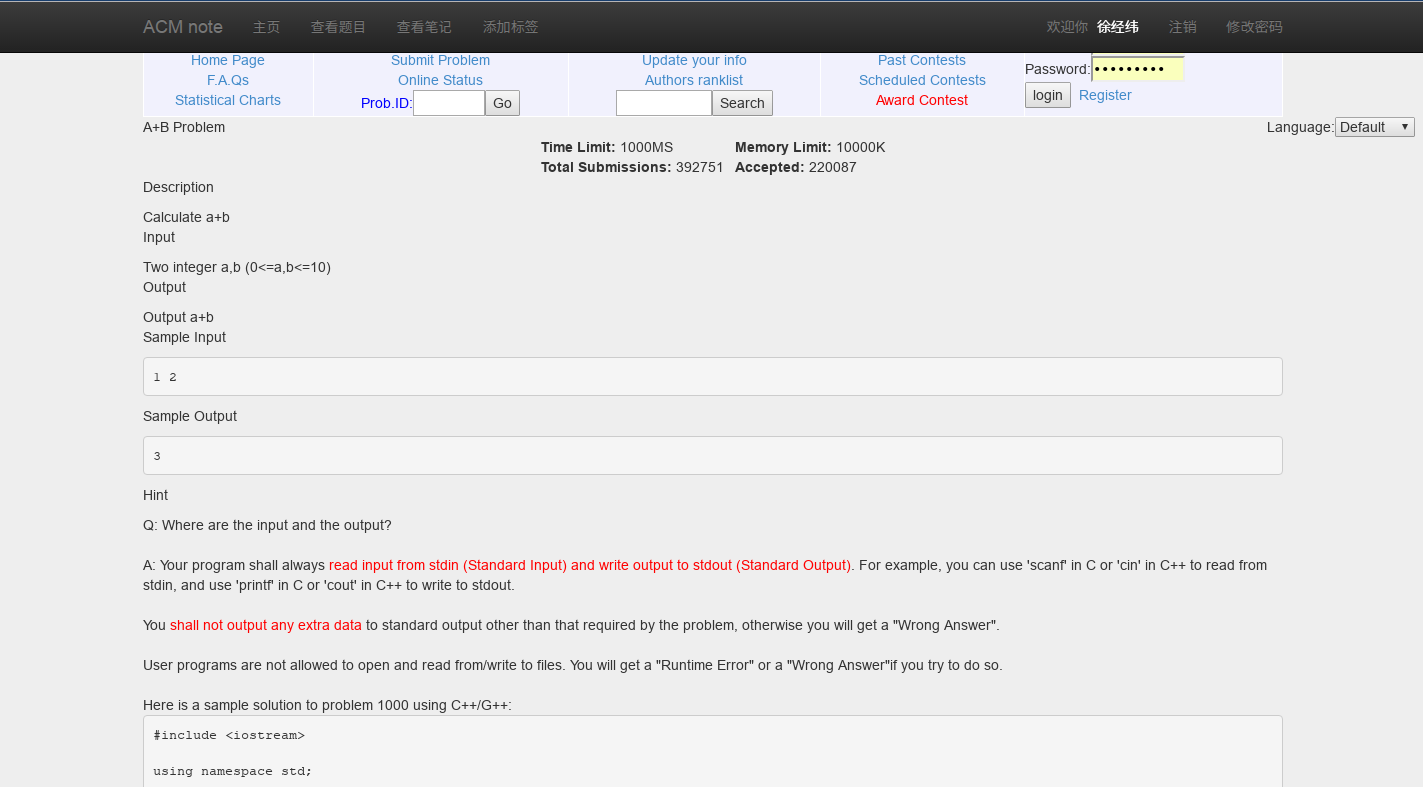 ACM note 主页 查看题目 查看笔记 添加标签 欢迎你 徐经纬 注销 修改密码
Home Page Submit Problem Update your info Past Contests
F.A.Qs Online Status Authors ranklist Scheduled Contests Password:•••••••••
Statistical Charts Prob.ID: Go Search Award Contest login Register
A+B Problem Language: Default
Time Limit: 1000MS Memory Limit: 10000K
Total Submissions: 392751 Accepted: 220087
Description
Calculate a+b
Input
Two integer a,b (0<=a,b<=10)
Output
Output a+b
Sample Input
1 2
Sample Output
3
Hint
Q: Where are the input and the output?
A: Your program shall always read input from stdin (Standard Input) and write output to stdout (Standard Output). For example, you can use 'scanf' in C or 'cin' in C++ to read from
stdin, and use 'printf' in C or 'cout' in C++ to write to stdout.
You shall not output any extra data to standard output other than that required by the problem, otherwise you will get a "Wrong Answer".
User programs are not allowed to open and read from/write to files. You will get a "Runtime Error" or a "Wrong Answer"if you try to do so.
Here is a sample solution to problem 1000 using C++/G++:
#include <iostream>
using namespace std;